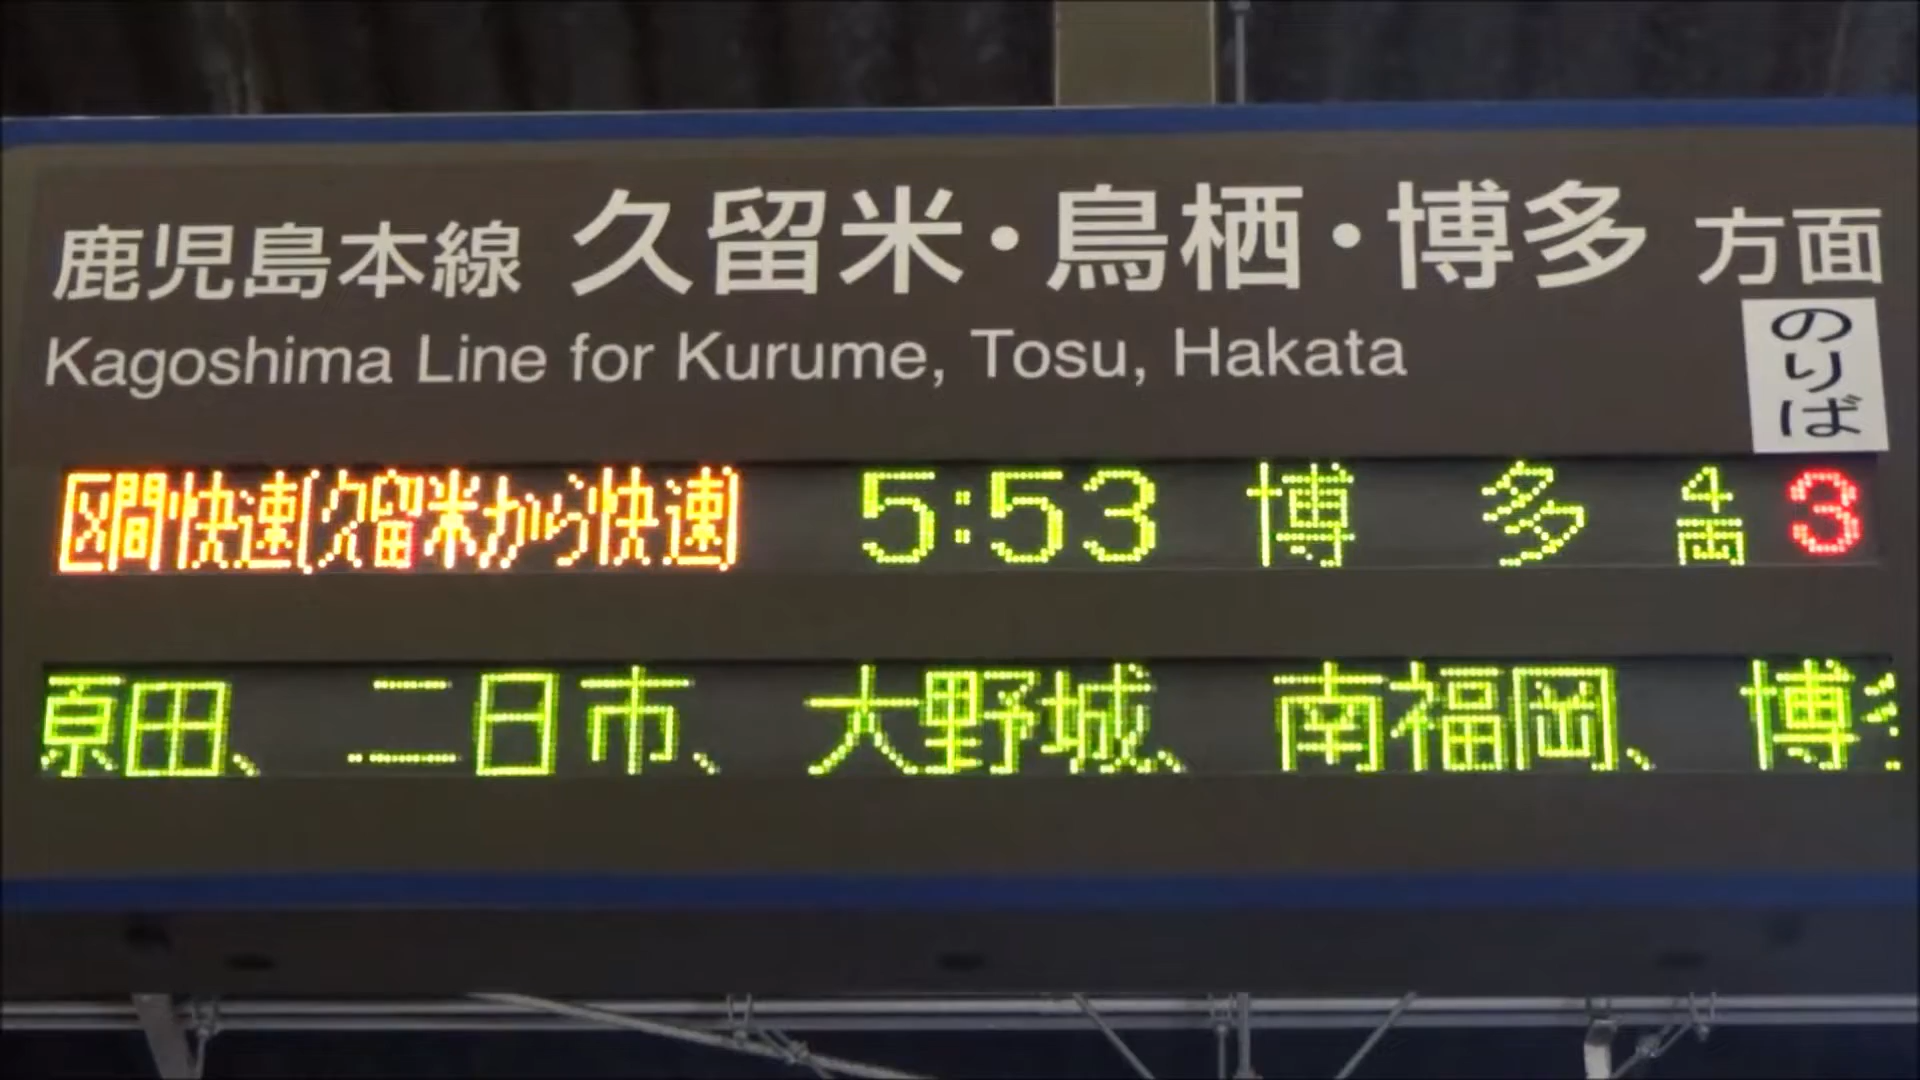 鹿児島本線 久留米・鳥栖・博多 方面
Kagoshima Line for Kurume, Tosu, Hakata
のりば
区間快速(久留米から快速) 5:53 博多 4両 3
原田、二日市、大野城、南福岡、博